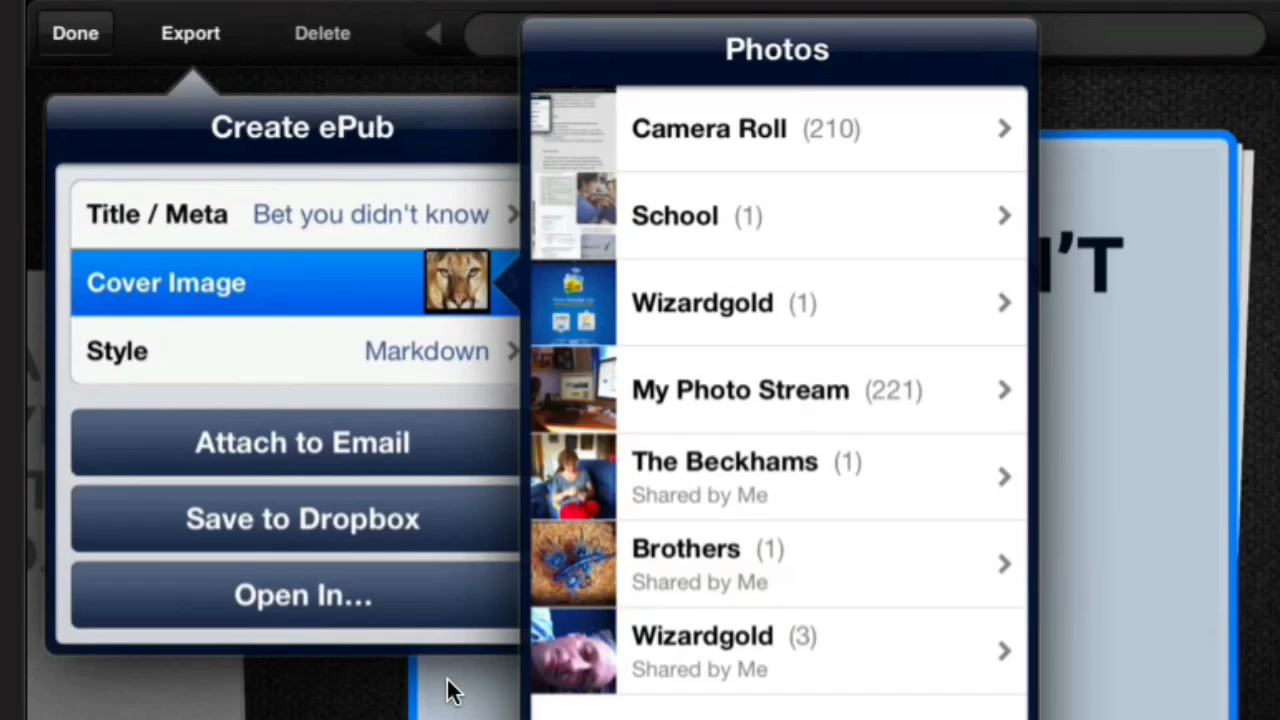 Done
Export
Delete
Photos
Create ePub
Title / Meta Bet you didn't know
Cover Image
Style Markdown
Attach to Email
Save to Dropbox
Open In...
Camera Roll (210)
School (1)
Wizardgold (1)
My Photo Stream (221)
The Beckhams (1)
Shared by Me
Brothers (1)
Shared by Me
Wizardgold (3)
Shared by Me
N'T